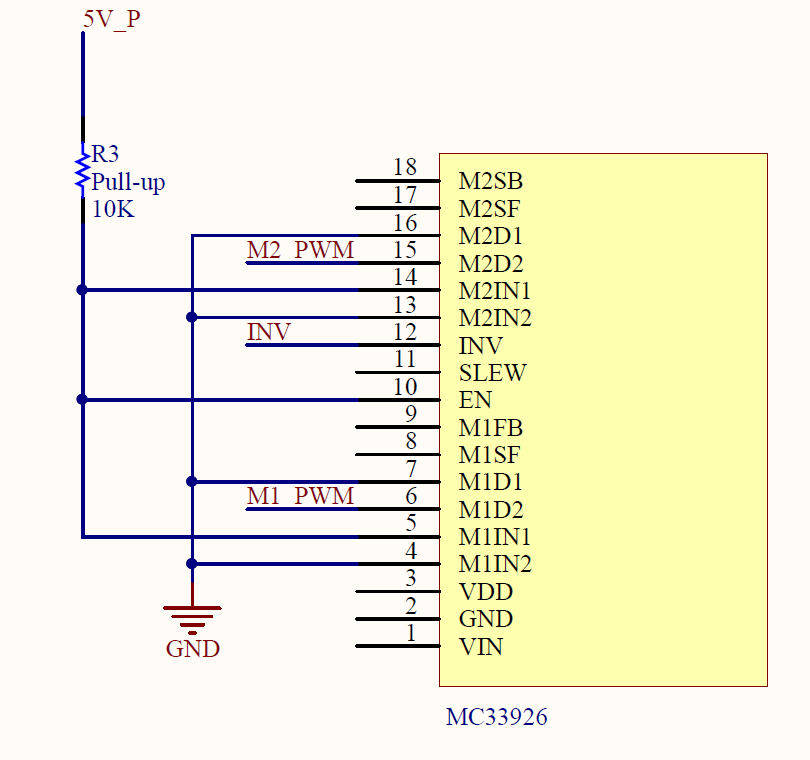 5V_P
R3
Pull-up
10K
18 M2SB
17 M2SF
16 M2D1
M2_PWM 15 M2D2
14 M2IN1
13 M2IN2
INV 12 INV
11 SLEW
10 EN
9 M1FB
8 M1SF
7 M1D1
M1_PWM 6 M1D2
5 M1IN1
4 M1IN2
3 VDD
2 GND
1 VIN
GND
MC33926